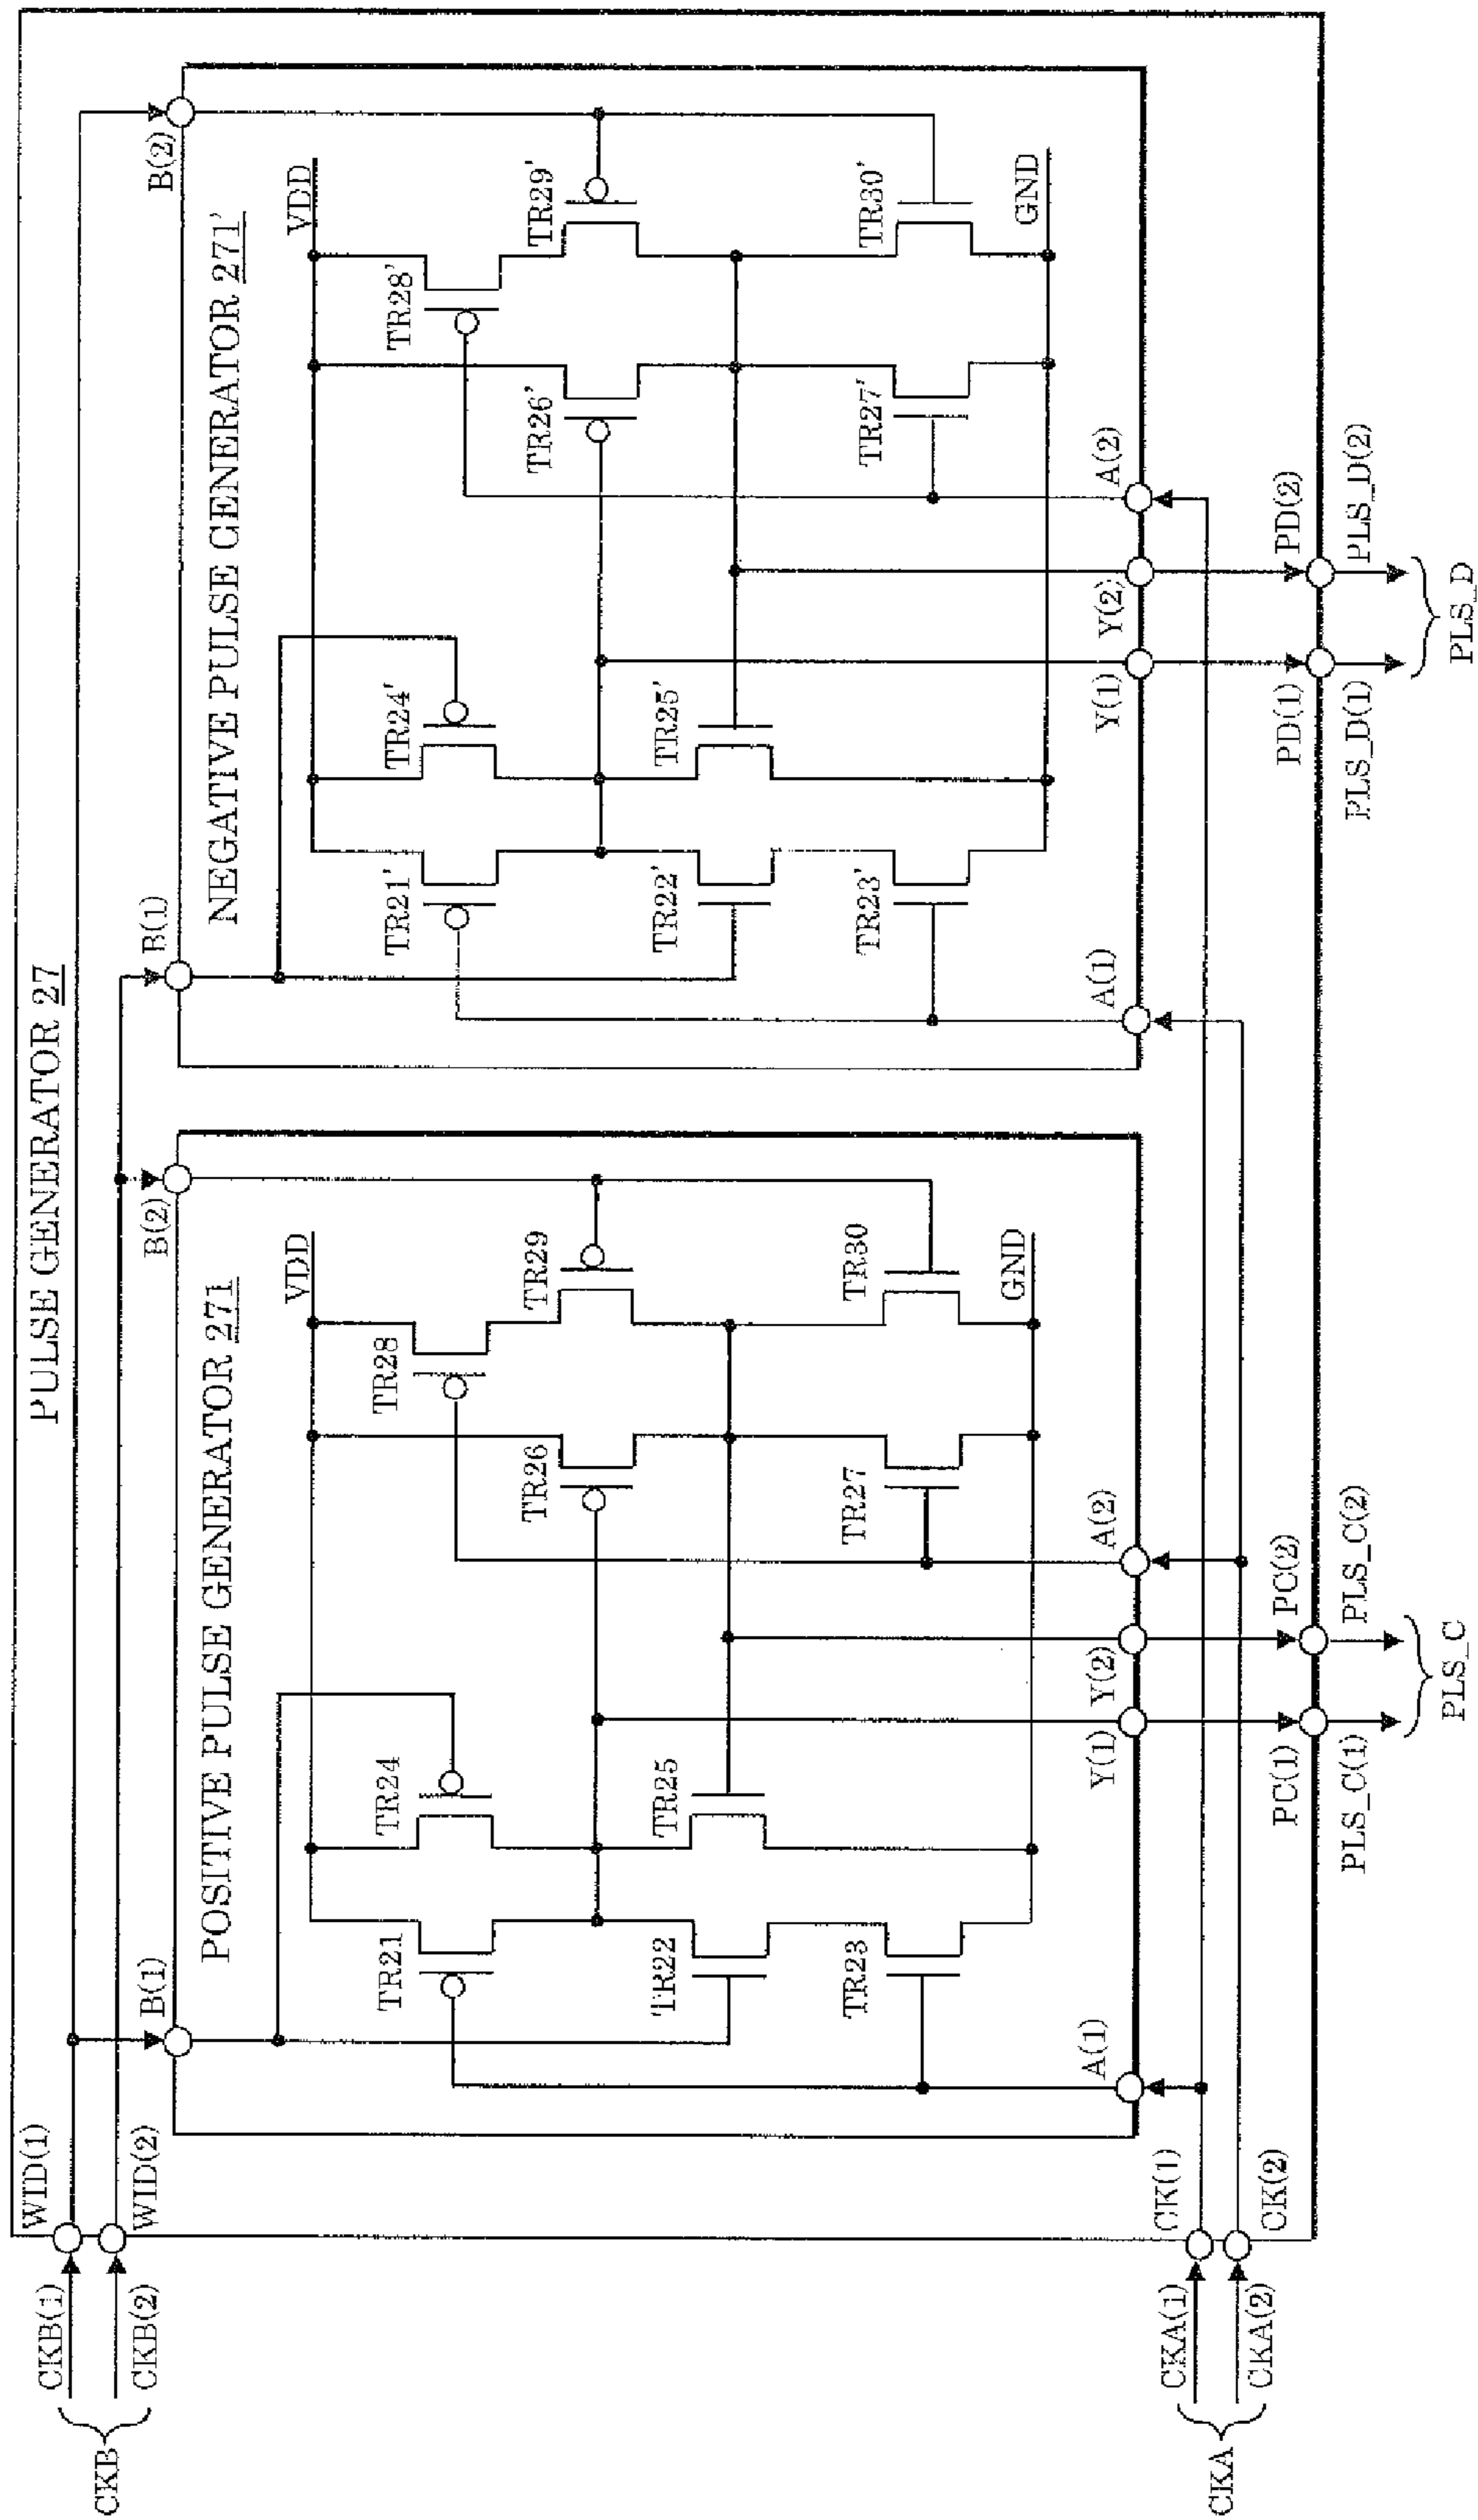 PULSE GENERATOR 27
CKB
CKB(1)
CKB(2)
WID(1)
WID(2)
B(1)
B(2)
B(1)
B(2)
POSITIVE PULSE GENERATOR 271
VDD
TR21
TR24
TR28
TR26
TR29
TR22
TR25
TR23
TR27
TR30
GND
A(1)
Y(1)
Y(2)
A(2)
NEGATIVE PULSE GENERATOR 271'
VDD
TR21'
TR24'
TR28'
TR26'
TR29'
TR22'
TR25'
TR23'
TR27'
TR30'
GND
A(1)
Y(1)
Y(2)
A(2)
CKA
CKA(1)
CKA(2)
CK(1)
CK(2)
PC(1)
PC(2)
PLS_C(1)
PLS_C(2)
PLS_C
PD(1)
PD(2)
PLS_D(1)
PLS_D(2)
PLS_D